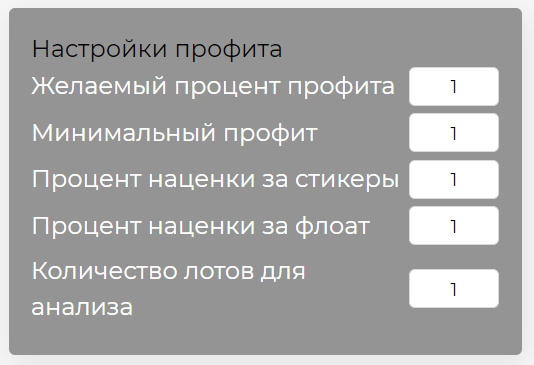 Настройки профита
Желаемый процент профита 1
Минимальный профит 1
Процент наценки за стикеры 1
Процент наценки за флоат 1
Количество лотов для
анализа 1